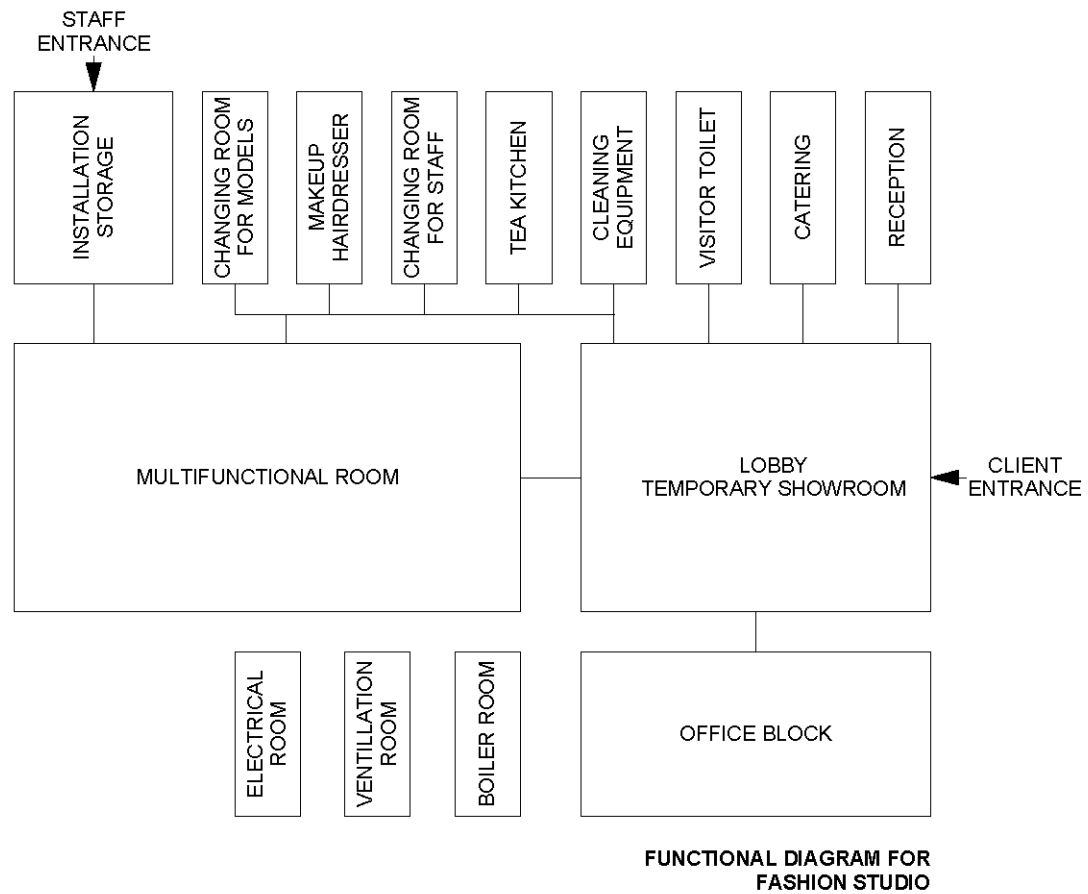 STAFF
ENTRANCE
INSTALLATION
STORAGE
CHANGING ROOM
FOR MODELS
MAKEUP
HAIRDRESSER
CHANGING ROOM
FOR STAFF
TEA KITCHEN
CLEANING
EQUIPMENT
VISITOR TOILET
CATERING
RECEPTION
MULTIFUNCTIONAL ROOM
LOBBY
TEMPORARY SHOWROOM
CLIENT
ENTRANCE
ELECTRICAL
ROOM
VENTILLATION
ROOM
BOILER ROOM
OFFICE BLOCK
FUNCTIONAL DIAGRAM FOR
FASHION STUDIO